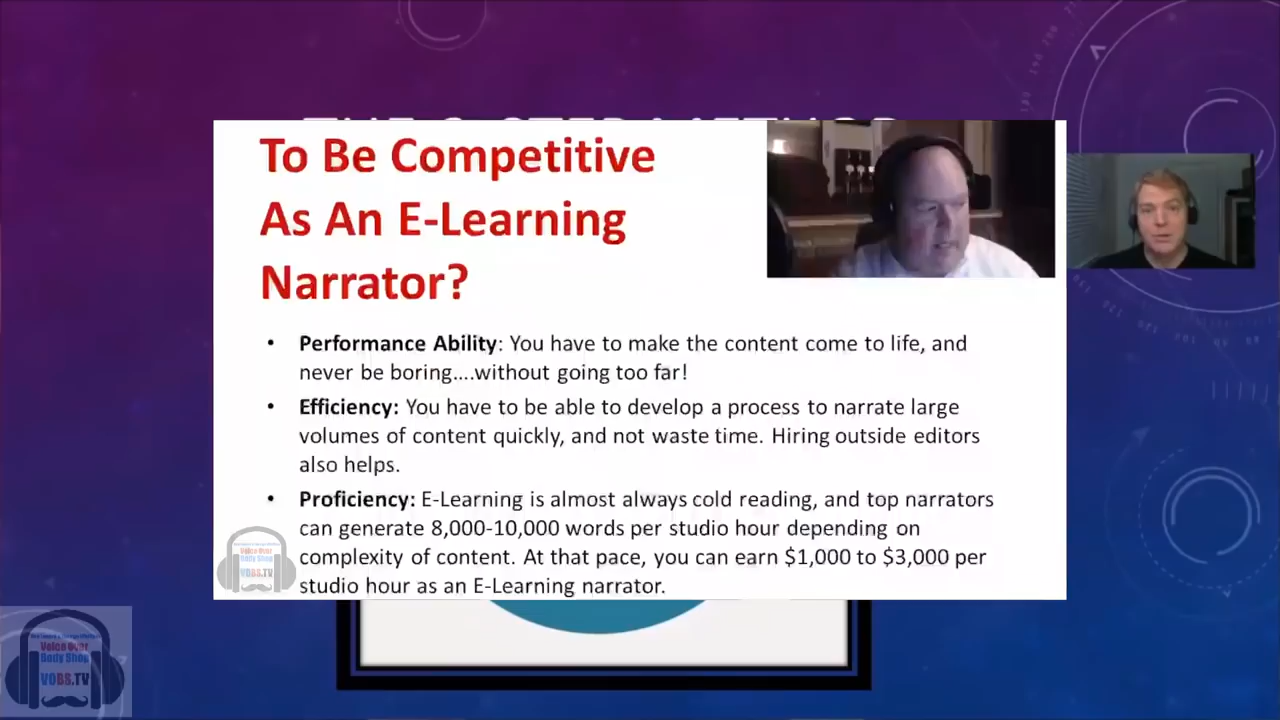 To Be Competitive
As An E-Learning
Narrator?
• Performance Ability: You have to make the content come to life, and
never be boring....without going too far!
• Efficiency: You have to be able to develop a process to narrate large
volumes of content quickly, and not waste time. Hiring outside editors
also helps.
• Proficiency: E-Learning is almost always cold reading, and top narrators
can generate 8,000-10,000 words per studio hour depending on
complexity of content. At that pace, you can earn $1,000 to $3,000 per
studio hour as an E-Learning narrator.
Voice Over
Body Shop
VOBS.TV
Voice Over
Body Shop
VOBS.TV